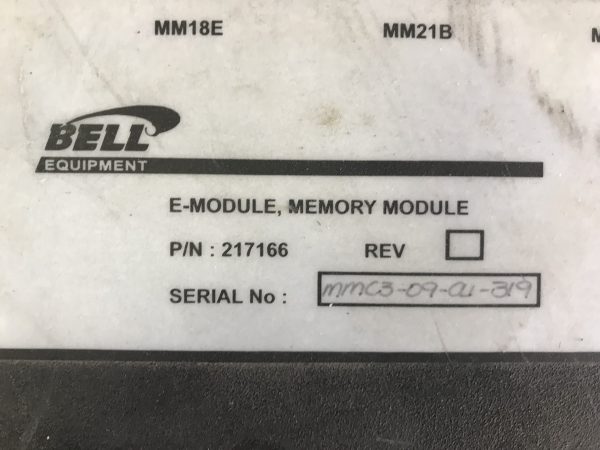 MM18E MM21B M
BELL
EQUIPMENT
E-MODULE, MEMORY MODULE
P/N : 217166 REV
SERIAL No : MMC3-09-01-319